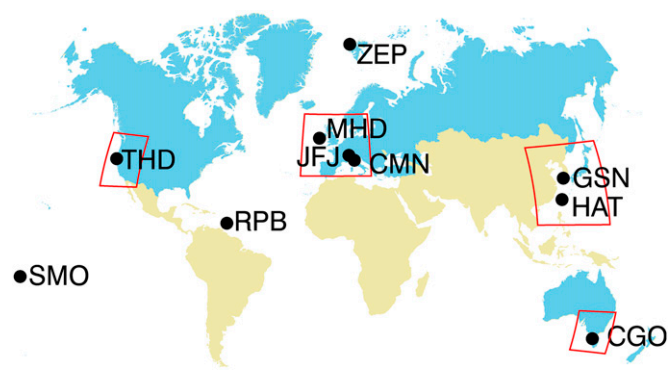 ZEP
MHD
THD
JFJ
CMN
GSN
HAT
RPB
SMO
CGO